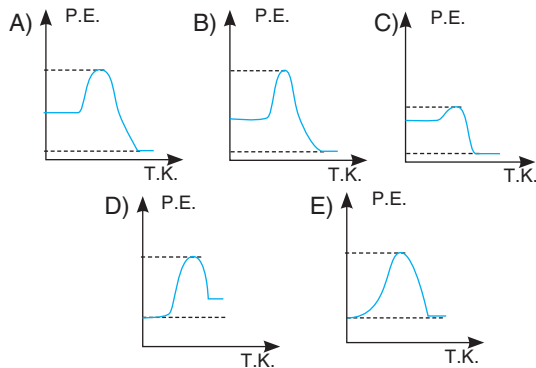 A) P.E.
T.K.
B) P.E.
T.K.
C) P.E.
T.K.
D) P.E.
T.K.
E) P.E.
T.K.